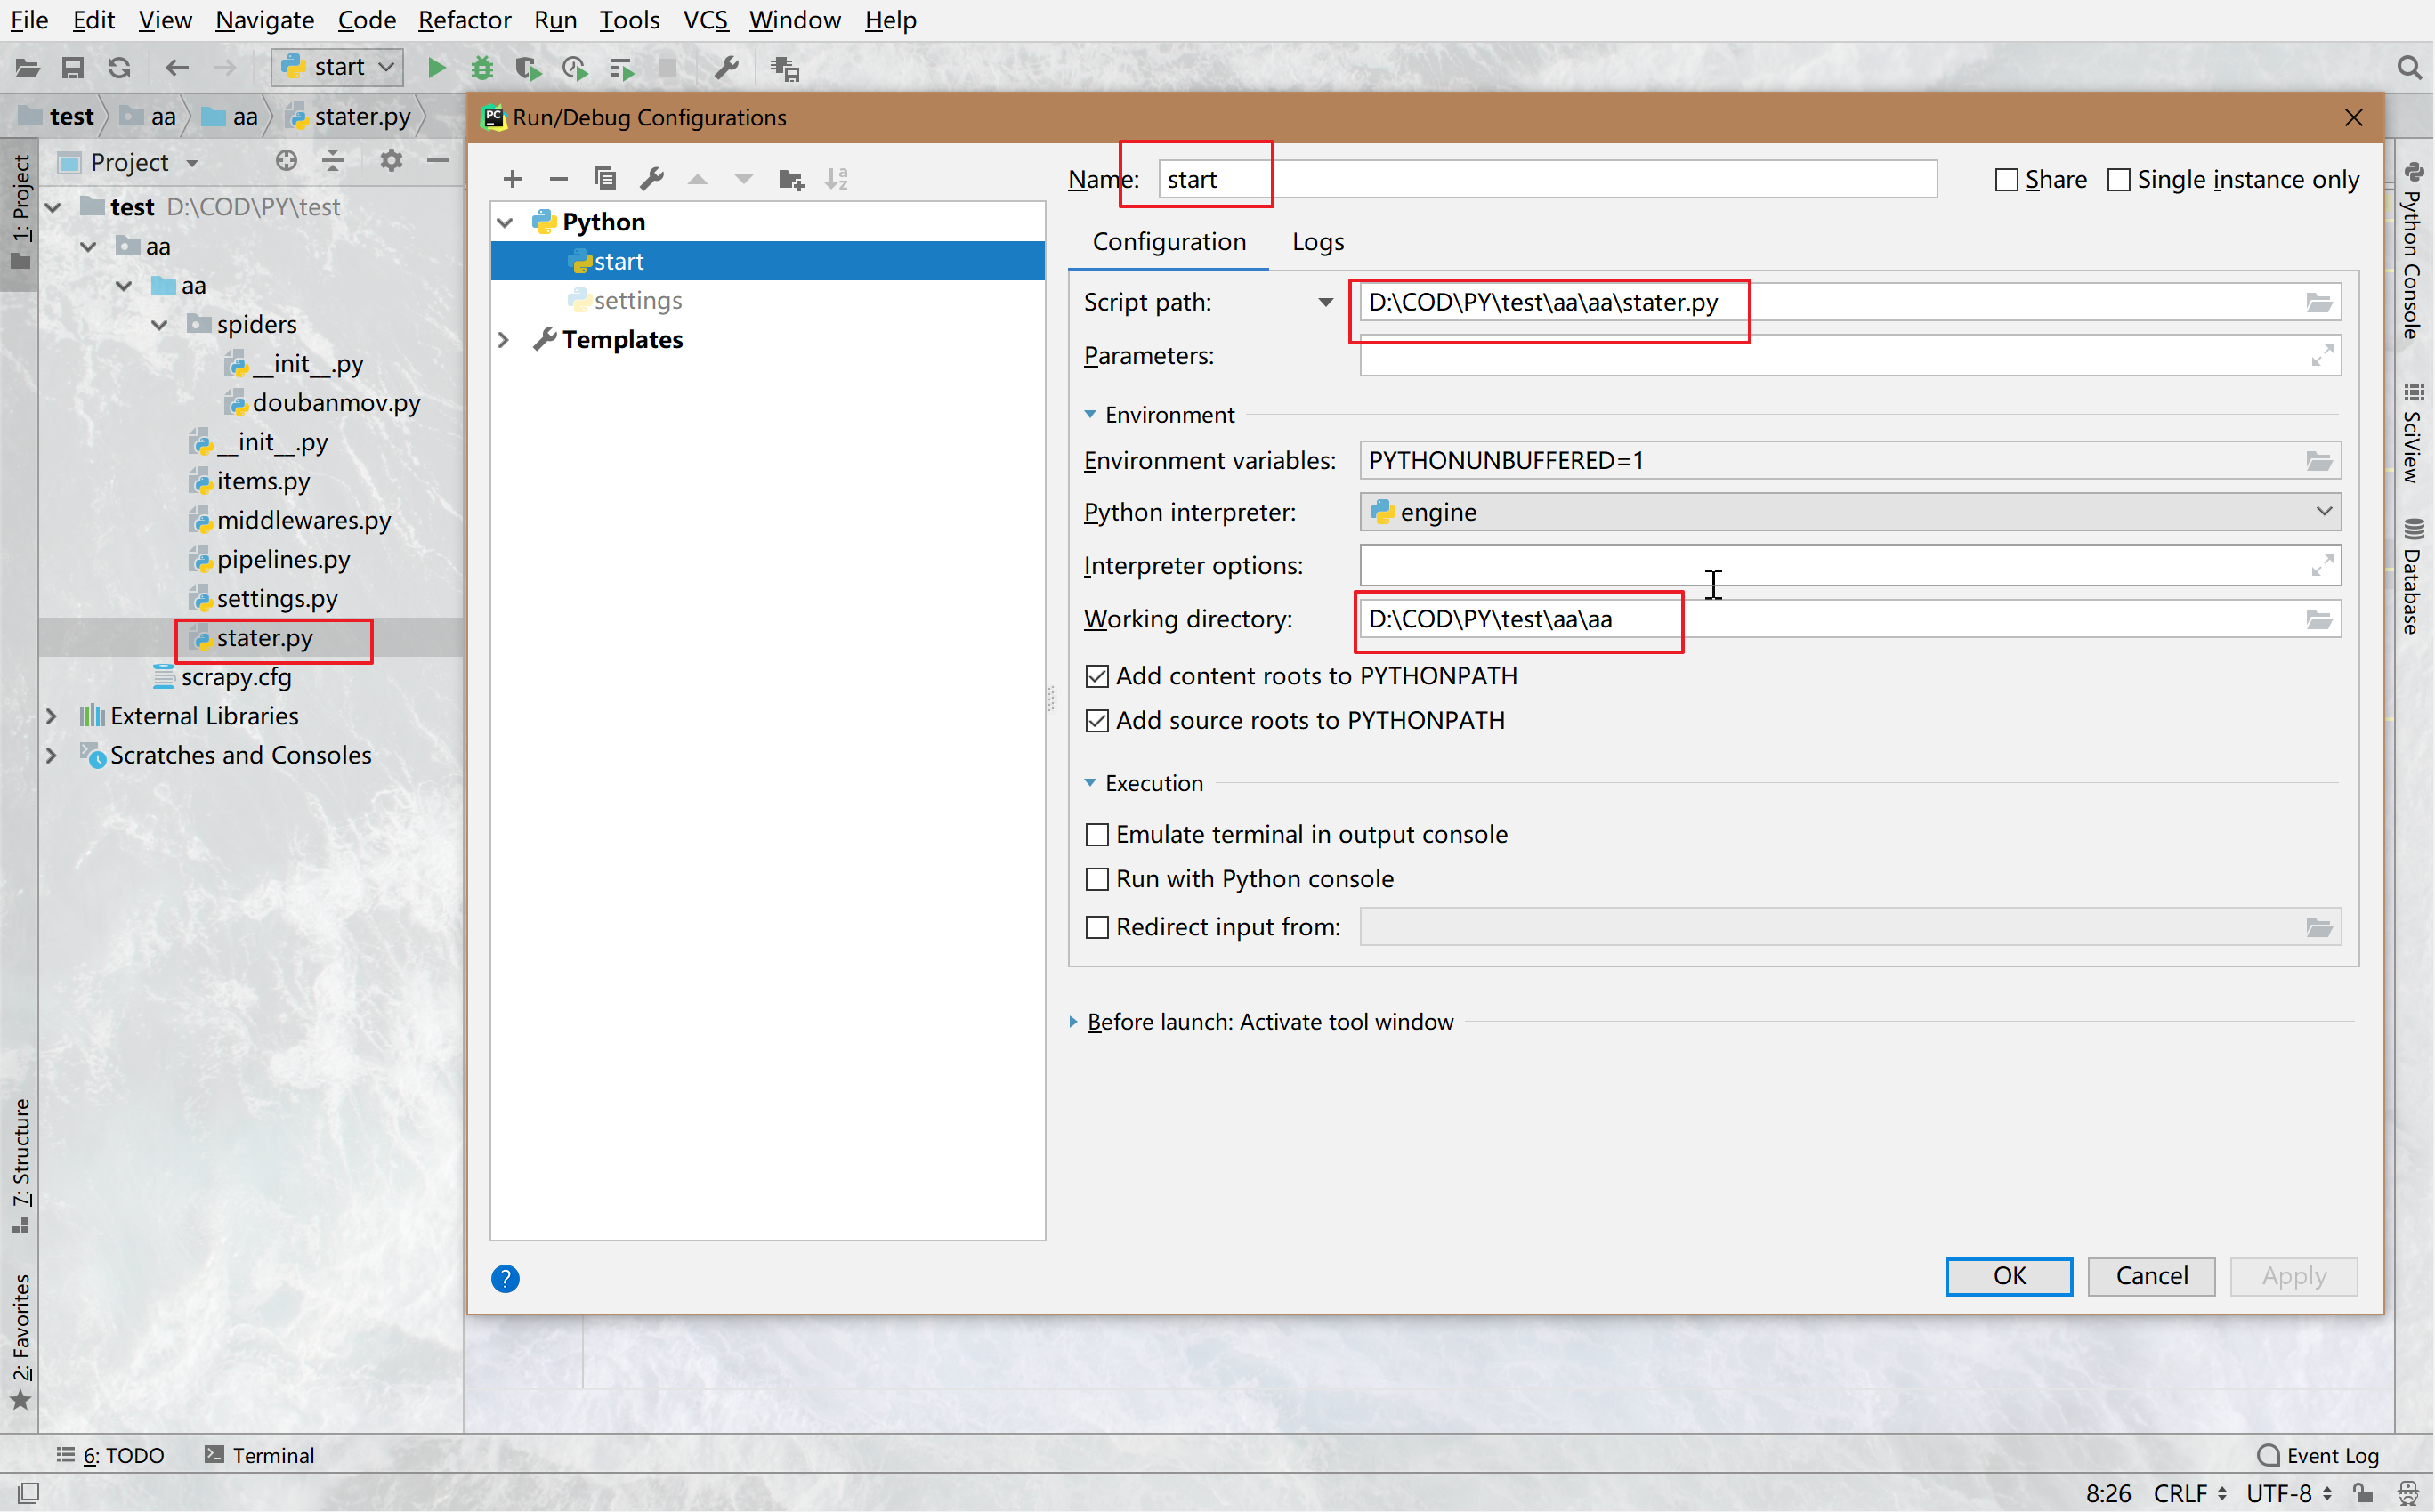 File Edit View Navigate Code Refactor Run Tools VCS Window Help
start
test aa aa stater.py
Run/Debug Configurations
1: Project
Project
test D:\COD\PY\test
aa
aa
spiders
__init__.py
doubanmov.py
__init__.py
items.py
middlewares.py
pipelines.py
settings.py
stater.py
scrapy.cfg
External Libraries
Scratches and Consoles
7: Structure
2: Favorites
Python
start
settings
Templates
Name: start Share Single instance only
Configuration Logs
Script path: D:\COD\PY\test\aa\aa\stater.py
Parameters:
Environment
Environment variables: PYTHONUNBUFFERED=1
Python interpreter: engine
Interpreter options:
Working directory: D:\COD\PY\test\aa\aa
Add content roots to PYTHONPATH
Add source roots to PYTHONPATH
Execution
Emulate terminal in output console
Run with Python console
Redirect input from:
Before launch: Activate tool window
?
OK Cancel Apply
Python Console
SciView
Database
6: TODO Terminal Event Log
8:26 CRLF UTF-8